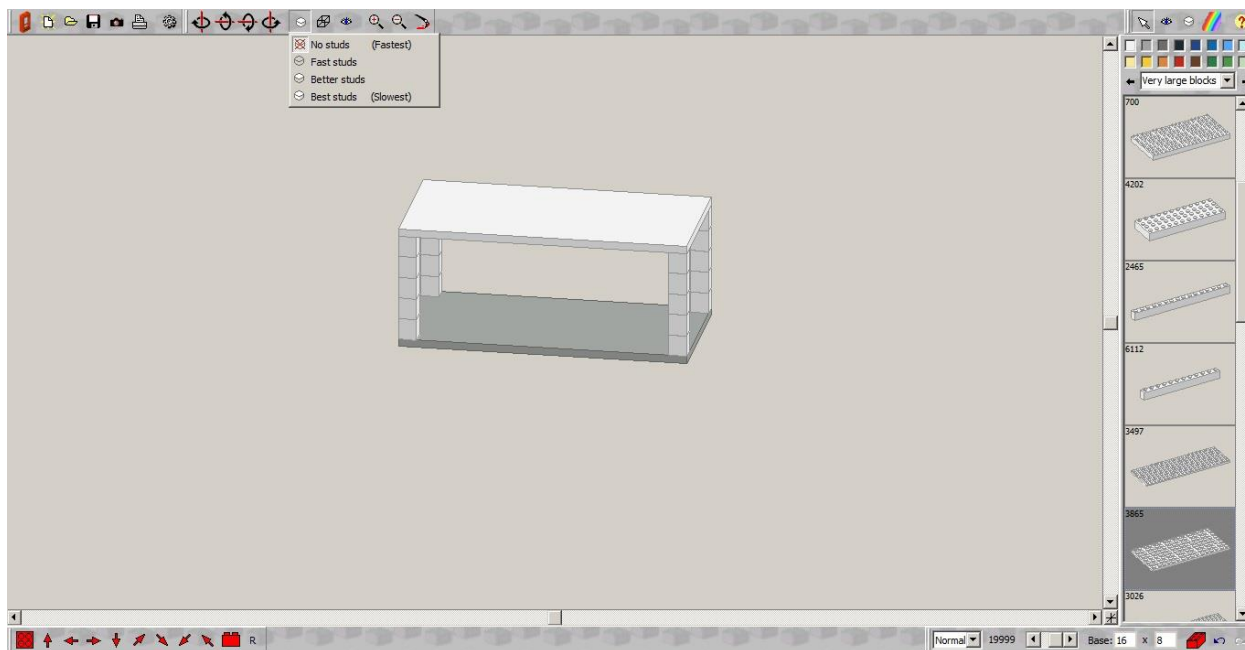 No studs (Fastest)
Fast studs
Better studs
Best studs (Slowest)
Very large blocks
700
4202
2465
6112
3497
3865
3026
R
Normal 19999 Base: 16 x 8
?